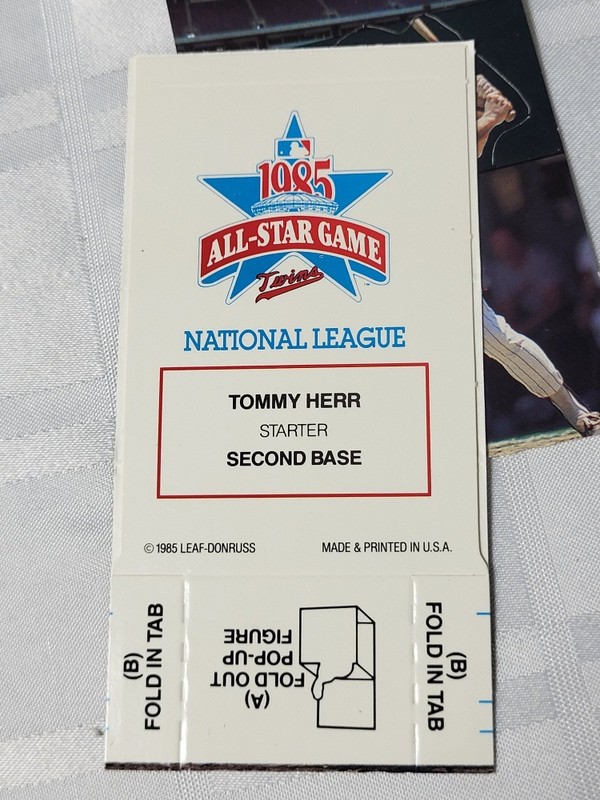 1985
ALL-STAR GAME
Twins
NATIONAL LEAGUE
TOMMY HERR
STARTER
SECOND BASE
© 1985 LEAF-DONRUSS
MADE & PRINTED IN U.S.A.
(B)
FOLD IN TAB
(A)
FOLD OUT
POP-UP
FIGURE
(B)
FOLD IN TAB